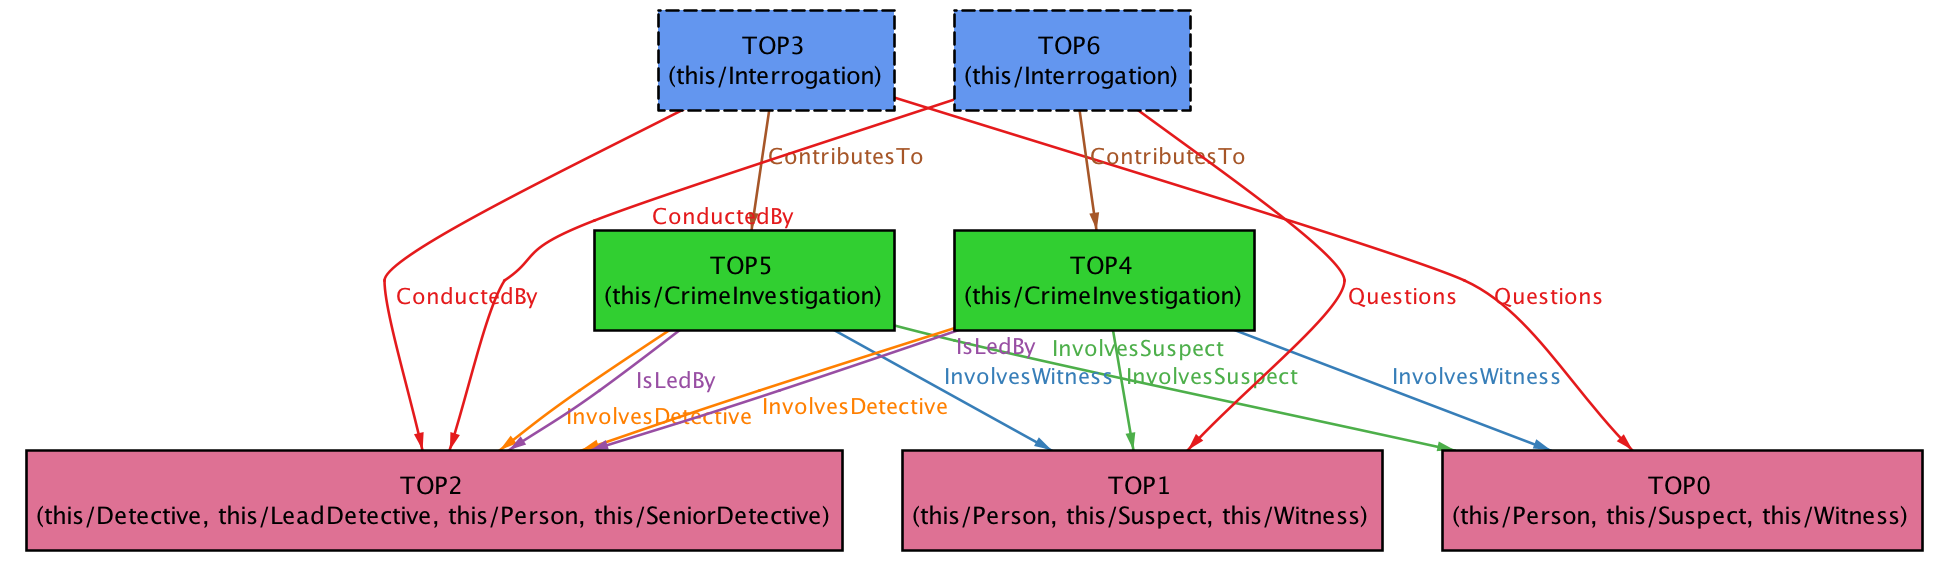 TOP3
(this/Interrogation)
TOP6
(this/Interrogation)
ContributesTo
ContributesTo
ConductedBy
TOP5
(this/CrimeInvestigation)
TOP4
(this/CrimeInvestigation)
ConductedBy
Questions
Questions
IsLedBy
InvolvesSuspect
IsLedBy
InvolvesWitness
InvolvesSuspect
InvolvesWitness
InvolvesDetective
InvolvesDetective
TOP2
(this/Detective, this/LeadDetective, this/Person, this/SeniorDetective)
TOP1
(this/Person, this/Suspect, this/Witness)
TOP0
(this/Person, this/Suspect, this/Witness)